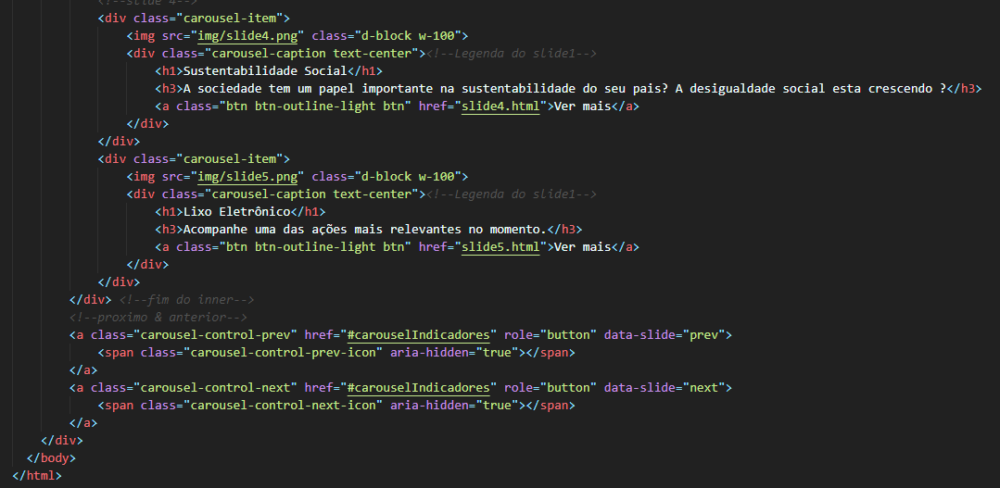 <!--slide 4-->
<div class="carousel-item">
<img src="img/slide4.png" class="d-block w-100">
<div class="carousel-caption text-center"><!--Legenda do slide1-->
<h1>Sustentabilidade Social</h1>
<h3>A sociedade tem um papel importante na sustentabilidade do seu pais? A desigualdade social esta crescendo ?</h3>
<a class="btn btn-outline-light btn" href="slide4.html">Ver mais</a>
</div>
</div>
<div class="carousel-item">
<img src="img/slide5.png" class="d-block w-100">
<div class="carousel-caption text-center"><!--Legenda do slide1-->
<h1>Lixo Eletrônico</h1>
<h3>Acompanhe uma das ações mais relevantes no momento.</h3>
<a class="btn btn-outline-light btn" href="slide5.html">Ver mais</a>
</div>
</div>
</div> <!--fim do inner-->
<!--proximo & anterior-->
<a class="carousel-control-prev" href="#carouselIndicadores" role="button" data-slide="prev">
<span class="carousel-control-prev-icon" aria-hidden="true"></span>
</a>
<a class="carousel-control-next" href="#carouselIndicadores" role="button" data-slide="next">
<span class="carousel-control-next-icon" aria-hidden="true"></span>
</a>
</div>
</body>
</html>